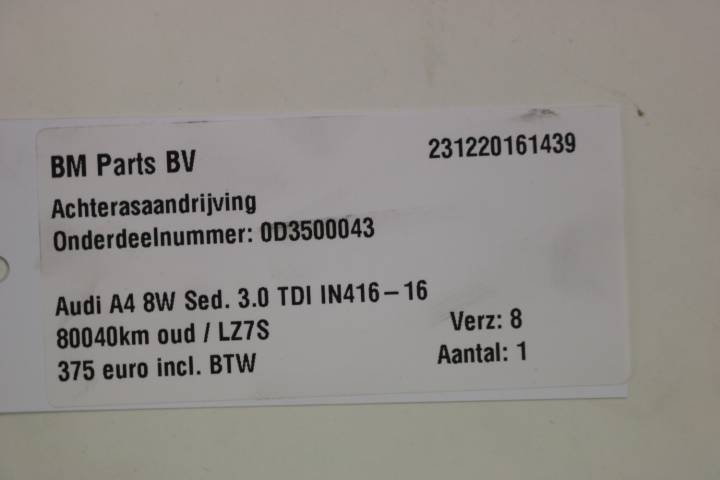 BM Parts BV
231220161439
Achterasaandrijving
Onderdeelnummer: 0D3500043
Audi A4 8W Sed. 3.0 TDI IN416-16
80040km oud / LZ7S
Verz: 8
375 euro incl. BTW
Aantal: 1